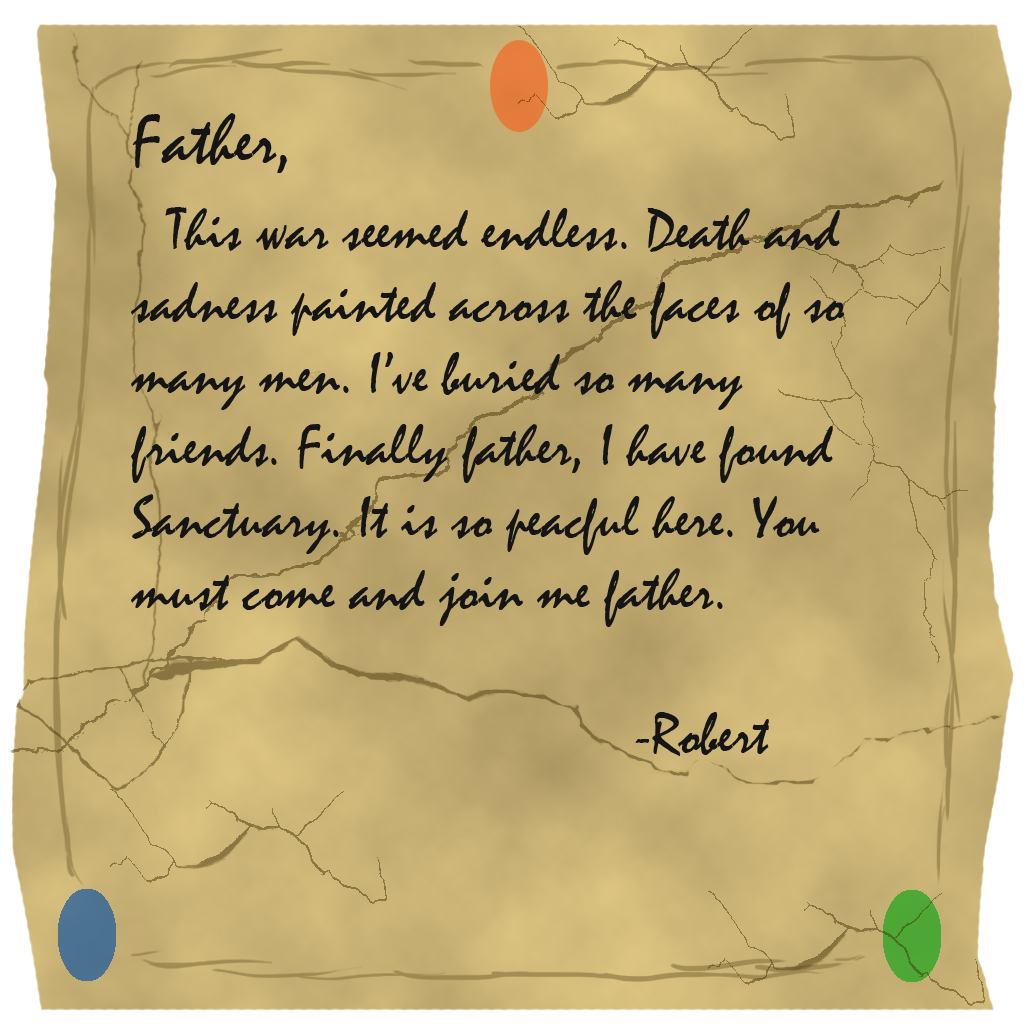 Father,
This war seemed endless. Death and
sadness painted across the faces of so
many men. I've buried so many
friends. Finally father, I have found
Sanctuary. It is so peacful here. You
must come and join me father.
-Robert